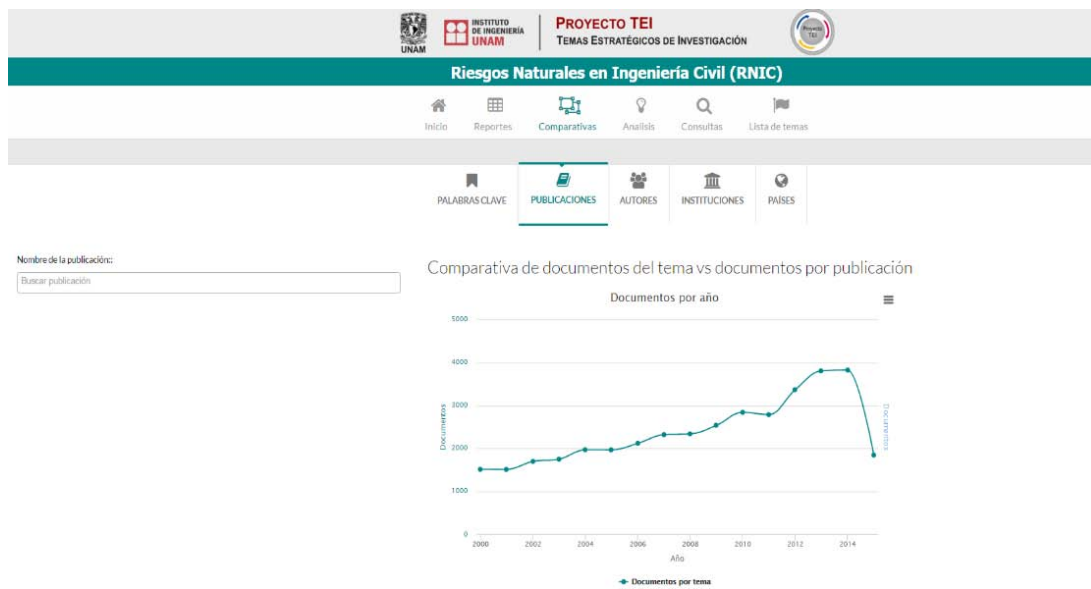 UNAM
INSTITUTO
DE INGENIERÍA
UNAM
PROYECTO TEI
TEMAS ESTRATÉGICOS DE INVESTIGACIÓN
Proyecto
TEI
Riesgos Naturales en Ingeniería Civil (RNIC)
Inicio
Reportes
Comparativas
Analisis
Consultas
Lista de temas
PALABRAS CLAVE
PUBLICACIONES
AUTORES
INSTITUCIONES
PAÍSES
Nombre de la publicación::
Buscar publicación
Comparativa de documentos del tema vs documentos por publicación
Documentos por año
5000
4000
3000
2000
1000
0
Documentos
Documentos
2000
2002
2004
2006
2008
2010
2012
2014
Año
Documentos por tema